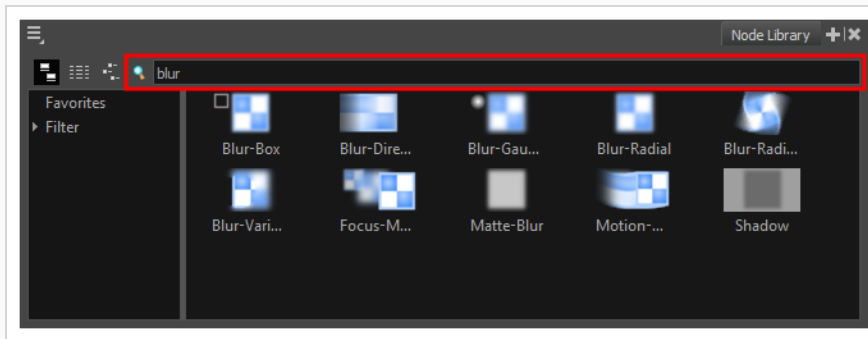 Node Library
blur
Favorites
Filter
Blur-Box Blur-Dire... Blur-Gau... Blur-Radial Blur-Radi...
Blur-Vari... Focus-M... Matte-Blur Motion-... Shadow